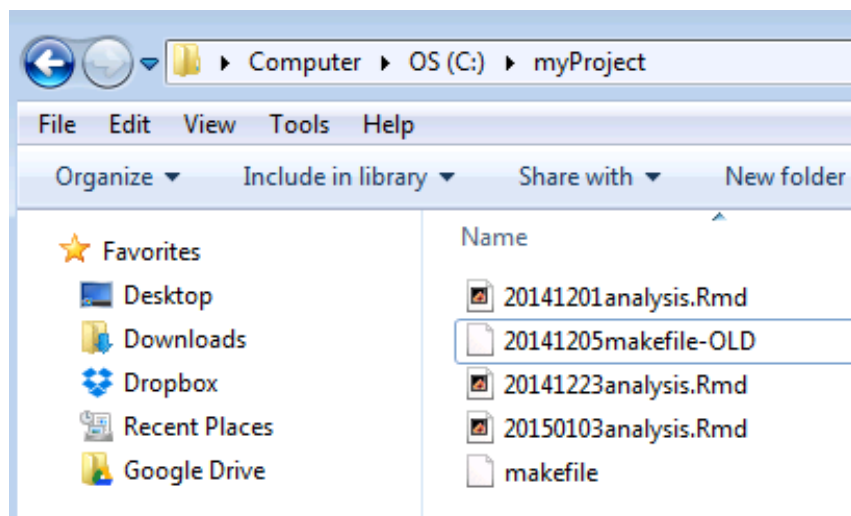 Computer OS (C:) myProject
File Edit View Tools Help
Organize Include in library Share with New folder
Favorites
Desktop
Downloads
Dropbox
Recent Places
Google Drive
Name
20141201analysis.Rmd
20141205makefile-OLD
20141223analysis.Rmd
20150103analysis.Rmd
makefile